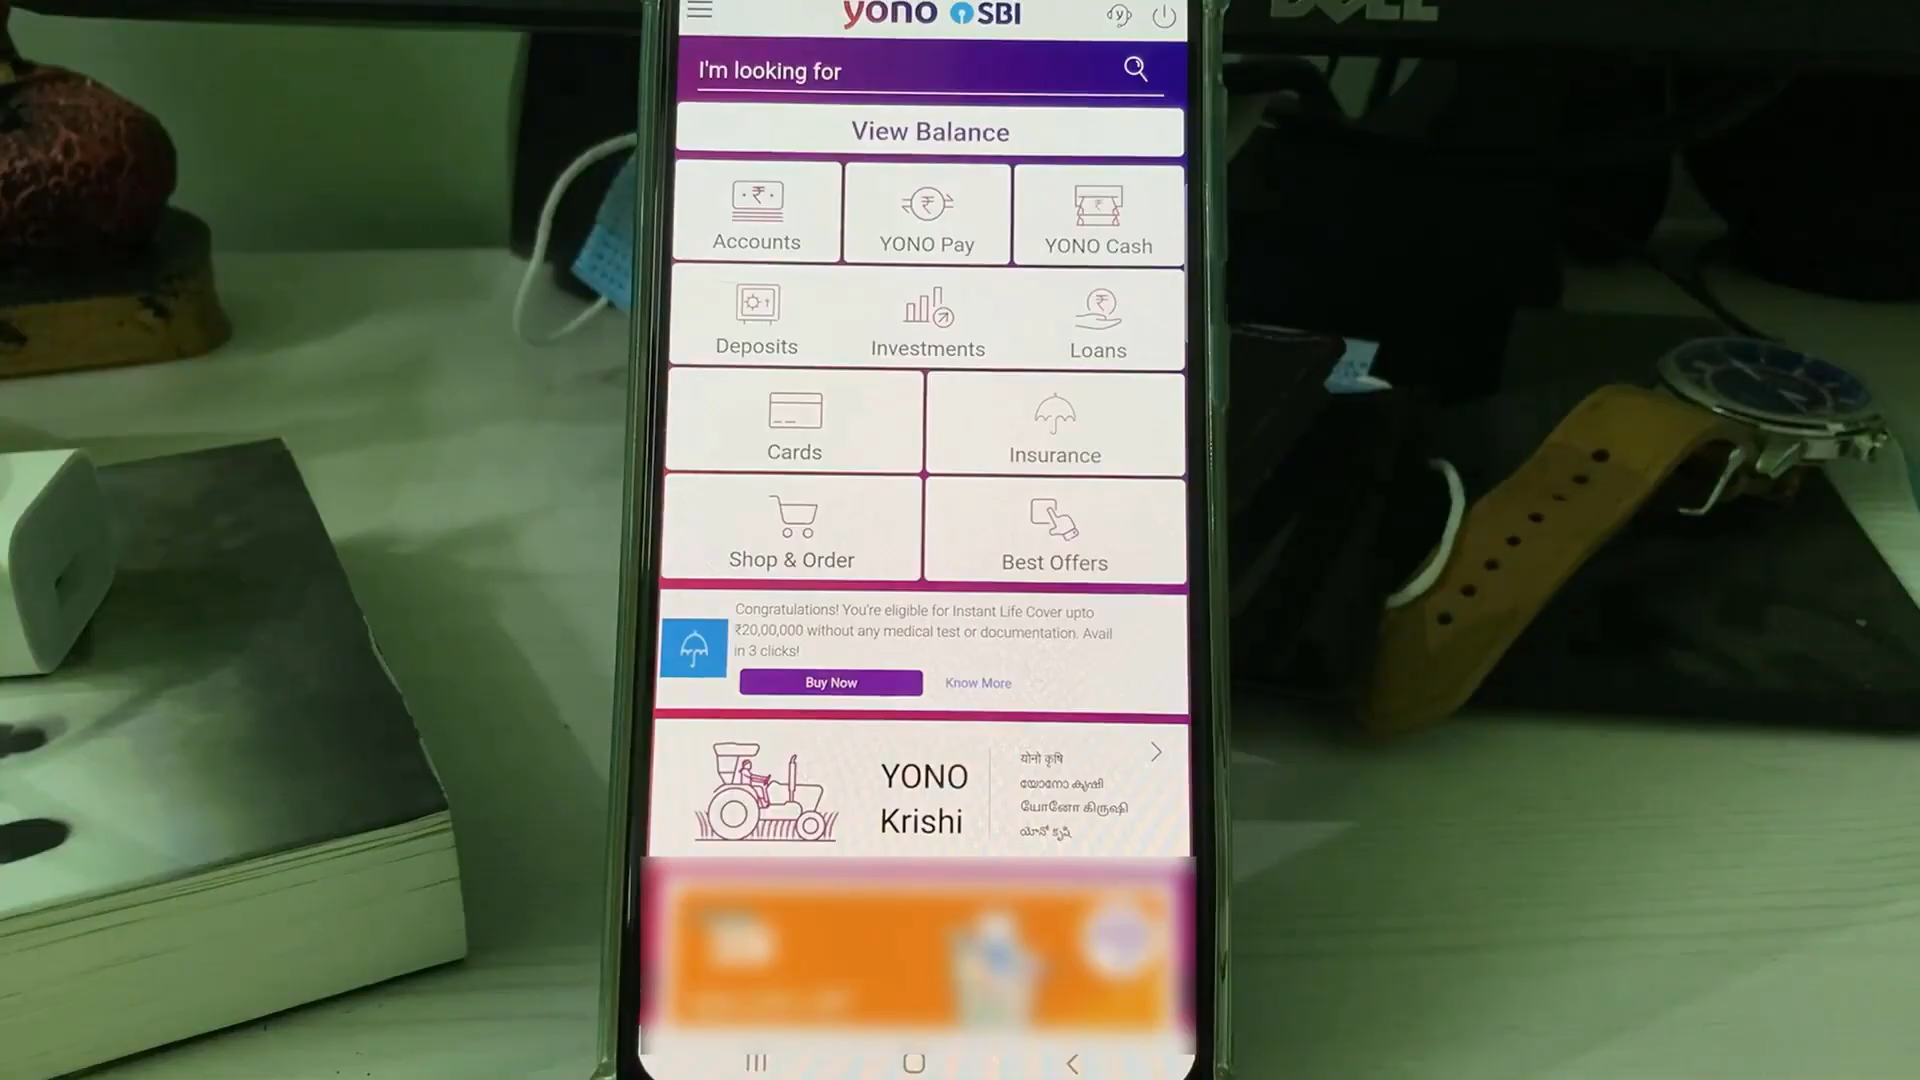 DELL
yono SBI
I'm looking for
View Balance
Accounts
YONO Pay
YONO Cash
Deposits
Investments
Loans
Cards
Insurance
Shop & Order
Best Offers
Congratulations! You're eligible for Instant Life Cover upto
₹20,00,000 without any medical test or documentation. Avail
in 3 clicks!
Buy Now
Know More
YONO
Krishi
योनो कृषि
യോനോ കൃഷി
யோனோ கிருஷி
యోనో కృషి